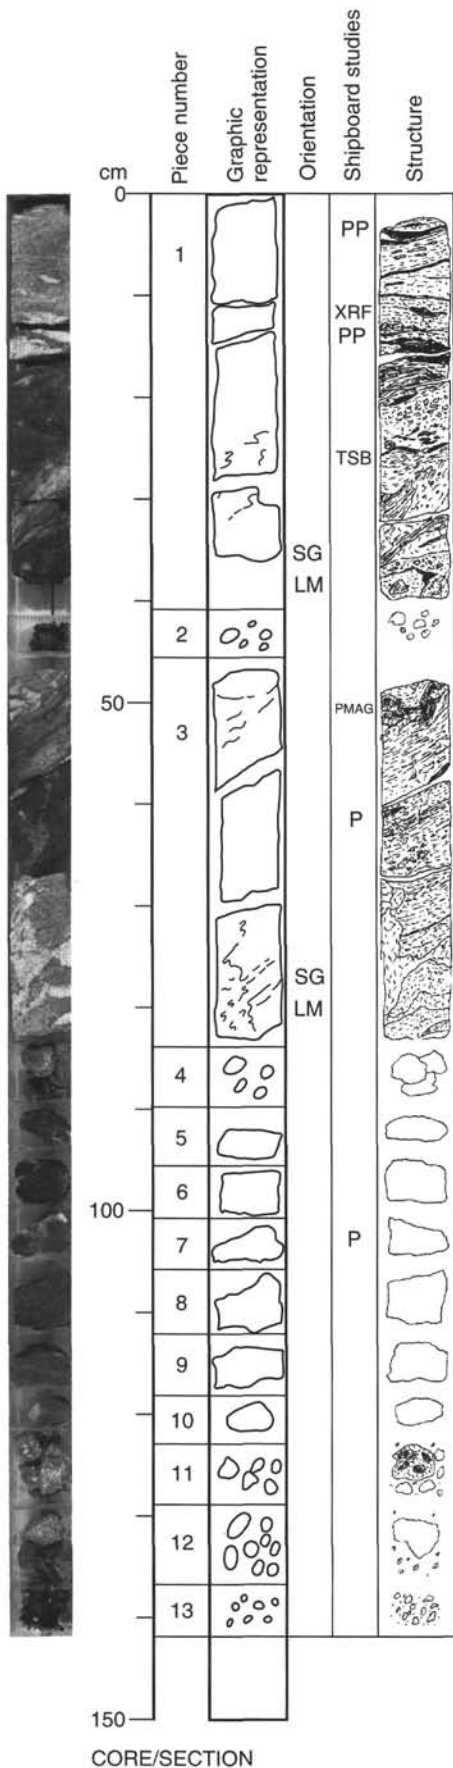 Piece number
Graphic representation
Orientation
Shipboard studies
Structure
cm
0
1
PP
XRF
PP
TSB
SG
LM
2
50
3
PMAG
P
SG
LM
4
5
6
100
7
P
8
9
10
11
12
13
150
CORE/SECTION